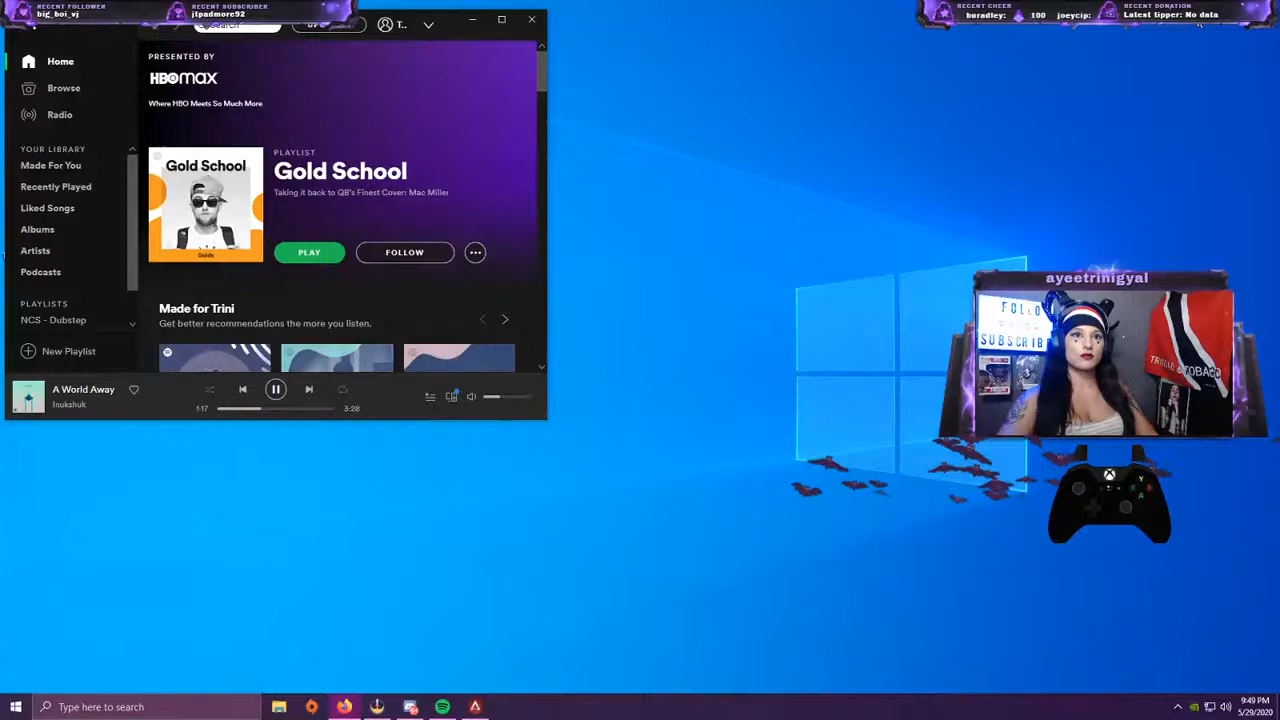 RECENT FOLLOWER
big_boi_vj
RECENT SUBSCRIBER
jtpadmore92
RECENT CHEER
buradley: 100 joeycip:
RECENT DONATION
Latest tipper: No data
Search
T..
Home
Browse
Radio
YOUR LIBRARY
Made For You
Recently Played
Liked Songs
Albums
Artists
Podcasts
PLAYLISTS
NCS - Dubstep
New Playlist
PRESENTED BY
HBOmax
Where HBO Meets So Much More
Gold School
PLAYLIST
Gold School
Taking it back to QB's Finest Cover: Mac Miller
PLAY
FOLLOW
Made for Trini
Get better recommendations the more you listen.
A World Away
Inukshuk
1:17
3:28
ayeetrinigyal
FOLLO
SUBSCRIB
TRINIDAD & TOBAGO
Y
X
B
A
Type here to search
9:49 PM
5/29/2020